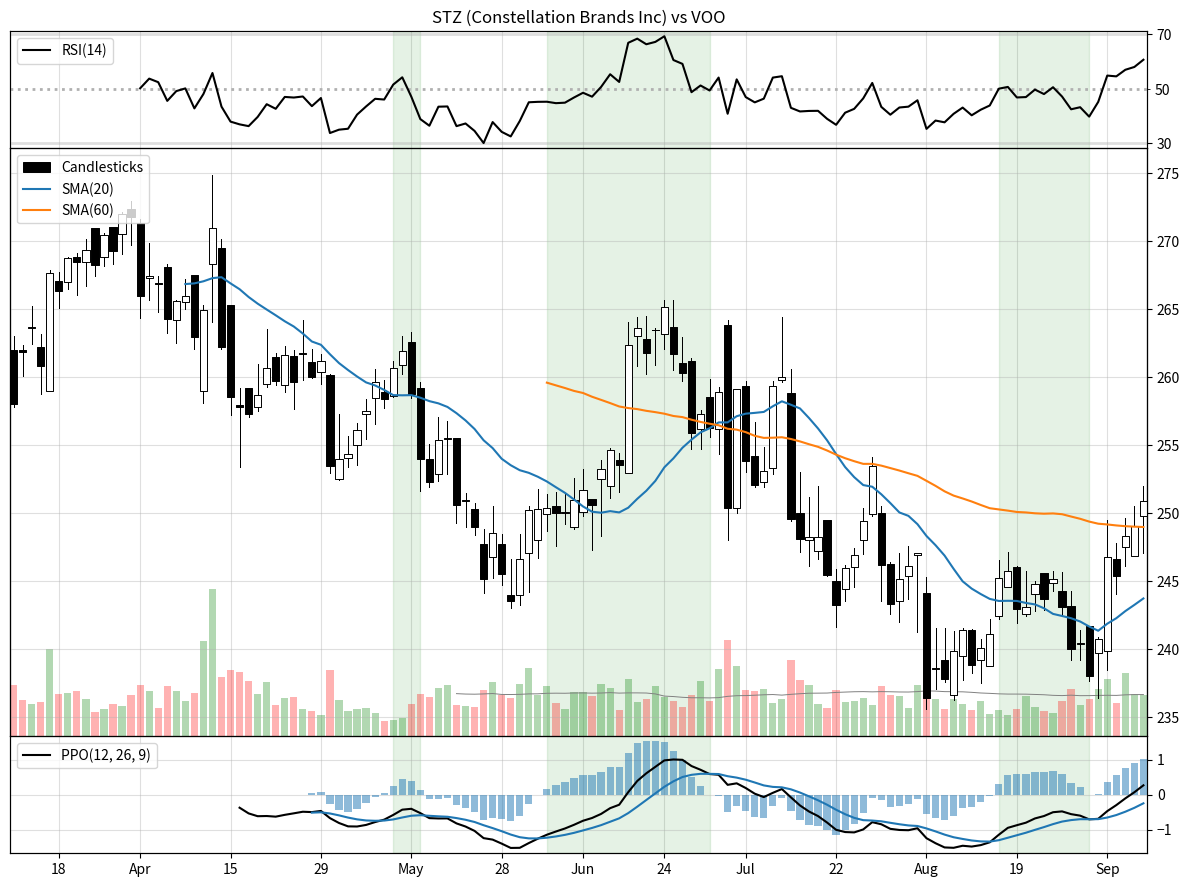 STZ (Constellation Brands Inc) vs VOO
RSI(14)
70
50
30
Candlesticks
SMA(20)
SMA(60)
275
270
265
260
255
250
245
240
235
PPO(12, 26, 9)
1
0
−1
18 Apr 15 29 May 28 Jun 24 Jul 22 Aug 19 Sep